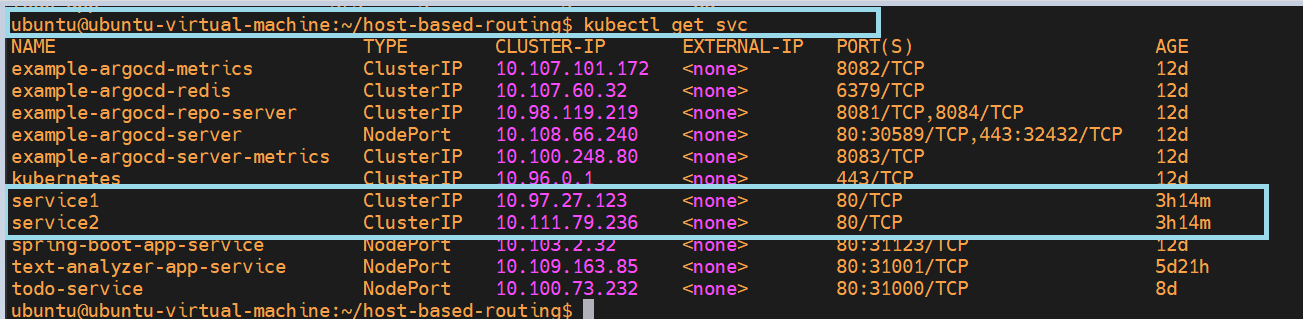 ubuntu@ubuntu-virtual-machine:~/host-based-routing$ kubectl get svc
NAME TYPE CLUSTER-IP EXTERNAL-IP PORT(S) AGE
example-argocd-metrics ClusterIP 10.107.101.172 <none> 8082/TCP 12d
example-argocd-redis ClusterIP 10.107.60.32 <none> 6379/TCP 12d
example-argocd-repo-server ClusterIP 10.98.119.219 <none> 8081/TCP,8084/TCP 12d
example-argocd-server NodePort 10.108.66.240 <none> 80:30589/TCP,443:32432/TCP 12d
example-argocd-server-metrics ClusterIP 10.100.248.80 <none> 8083/TCP 12d
kubernetes ClusterIP 10.96.0.1 <none> 443/TCP 12d
service1 ClusterIP 10.97.27.123 <none> 80/TCP 3h14m
service2 ClusterIP 10.111.79.236 <none> 80/TCP 3h14m
spring-boot-app-service NodePort 10.103.2.32 <none> 80:31123/TCP 12d
text-analyzer-app-service NodePort 10.109.163.85 <none> 80:31001/TCP 5d21h
todo-service NodePort 10.100.73.232 <none> 80:31000/TCP 8d
ubuntu@ubuntu-virtual-machine:~/host-based-routing$